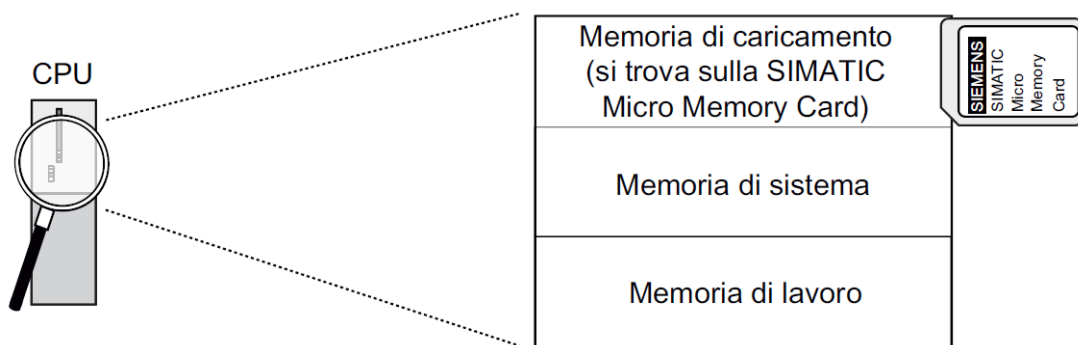 CPU
Memoria di caricamento
(si trova sulla SIMATIC
Micro Memory Card)
SIEMENS
SIMATIC
Micro
Memory
Card
Memoria di sistema
Memoria di lavoro